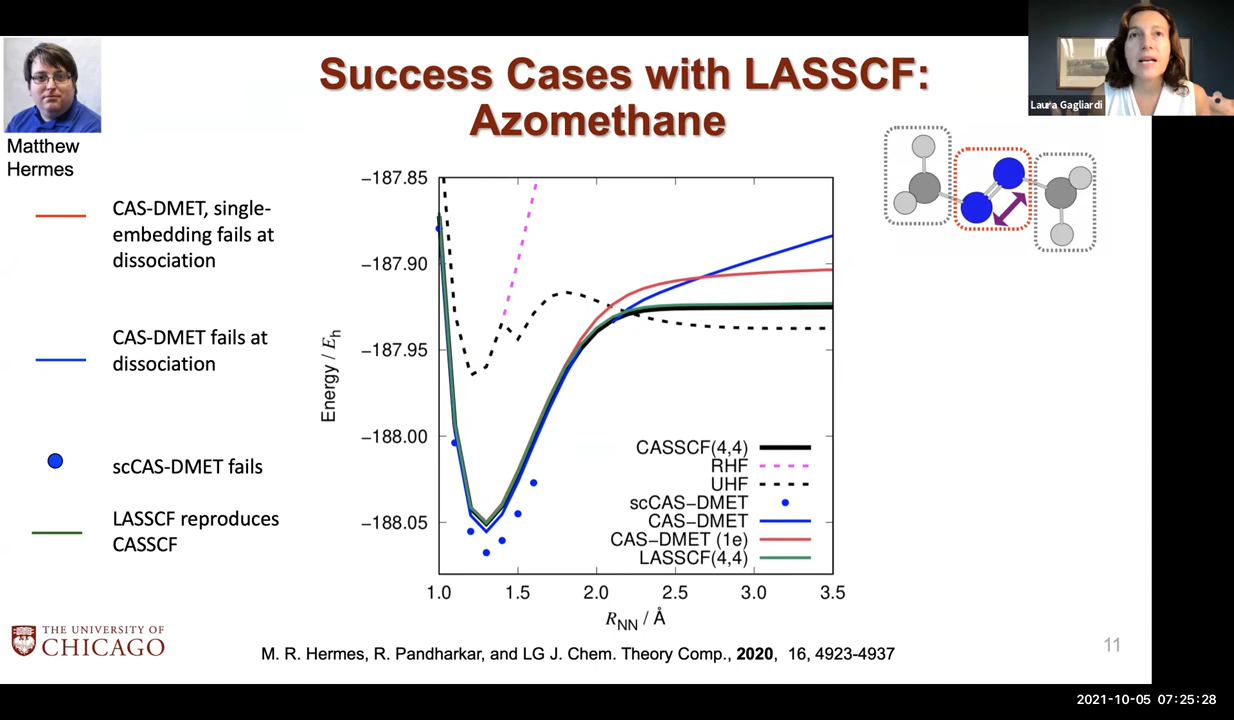 Success Cases with LASSCF:
Azomethane
Laura Gagliardi
Matthew
Hermes
CAS-DMET, single-
embedding fails at
dissociation
CAS-DMET fails at
dissociation
scCAS-DMET fails
LASSCF reproduces
CASSCF
Energy / Eh
−187.85
−187.90
−187.95
−188.00
−188.05
CASSCF(4,4)
RHF
UHF
scCAS−DMET
CAS−DMET
CAS−DMET (1e)
LASSCF(4,4)
1.0 1.5 2.0 2.5 3.0 3.5
RNN / Å
THE UNIVERSITY OF
CHICAGO
M. R. Hermes, R. Pandharkar, and LG J. Chem. Theory Comp., 2020, 16, 4923-4937
11
2021-10-05 07:25:28